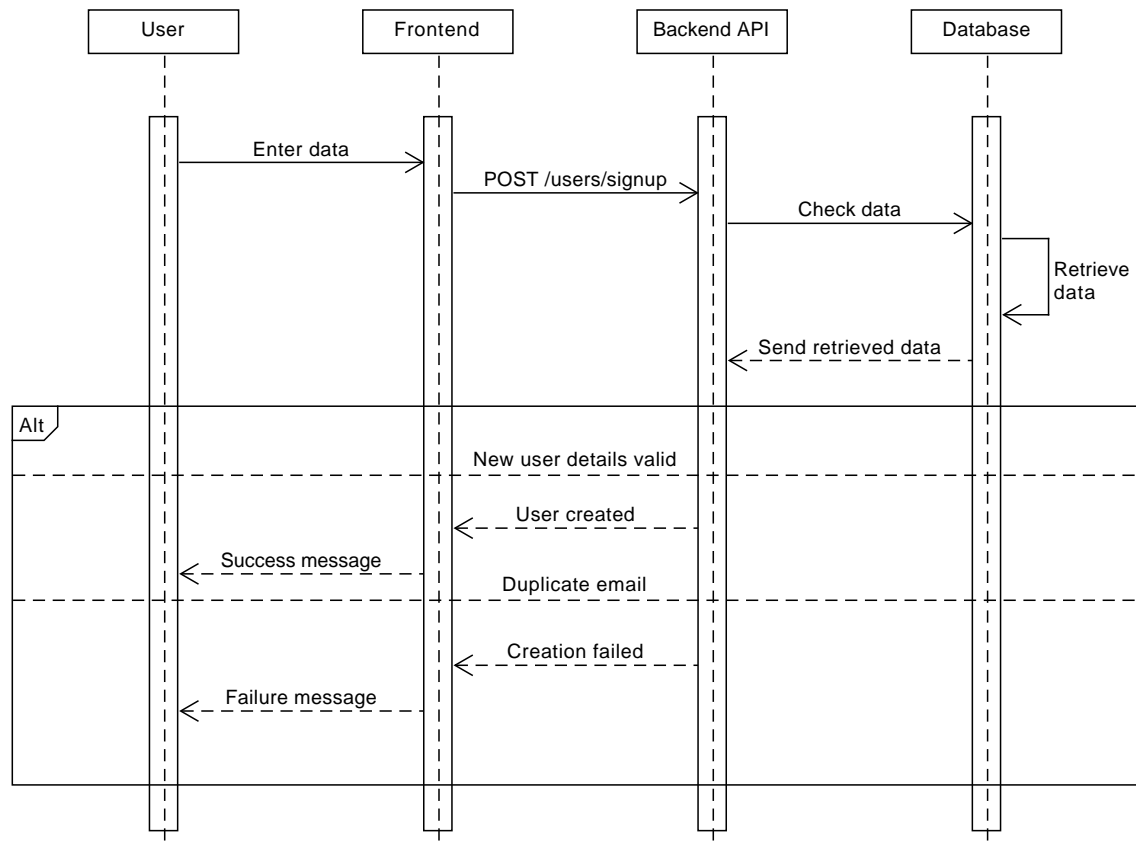 User
Frontend
Backend API
Database
Enter data
POST /users/signup
Check data
Retrieve
data
Send retrieved data
Alt
New user details valid
User created
Success message
Duplicate email
Creation failed
Failure message